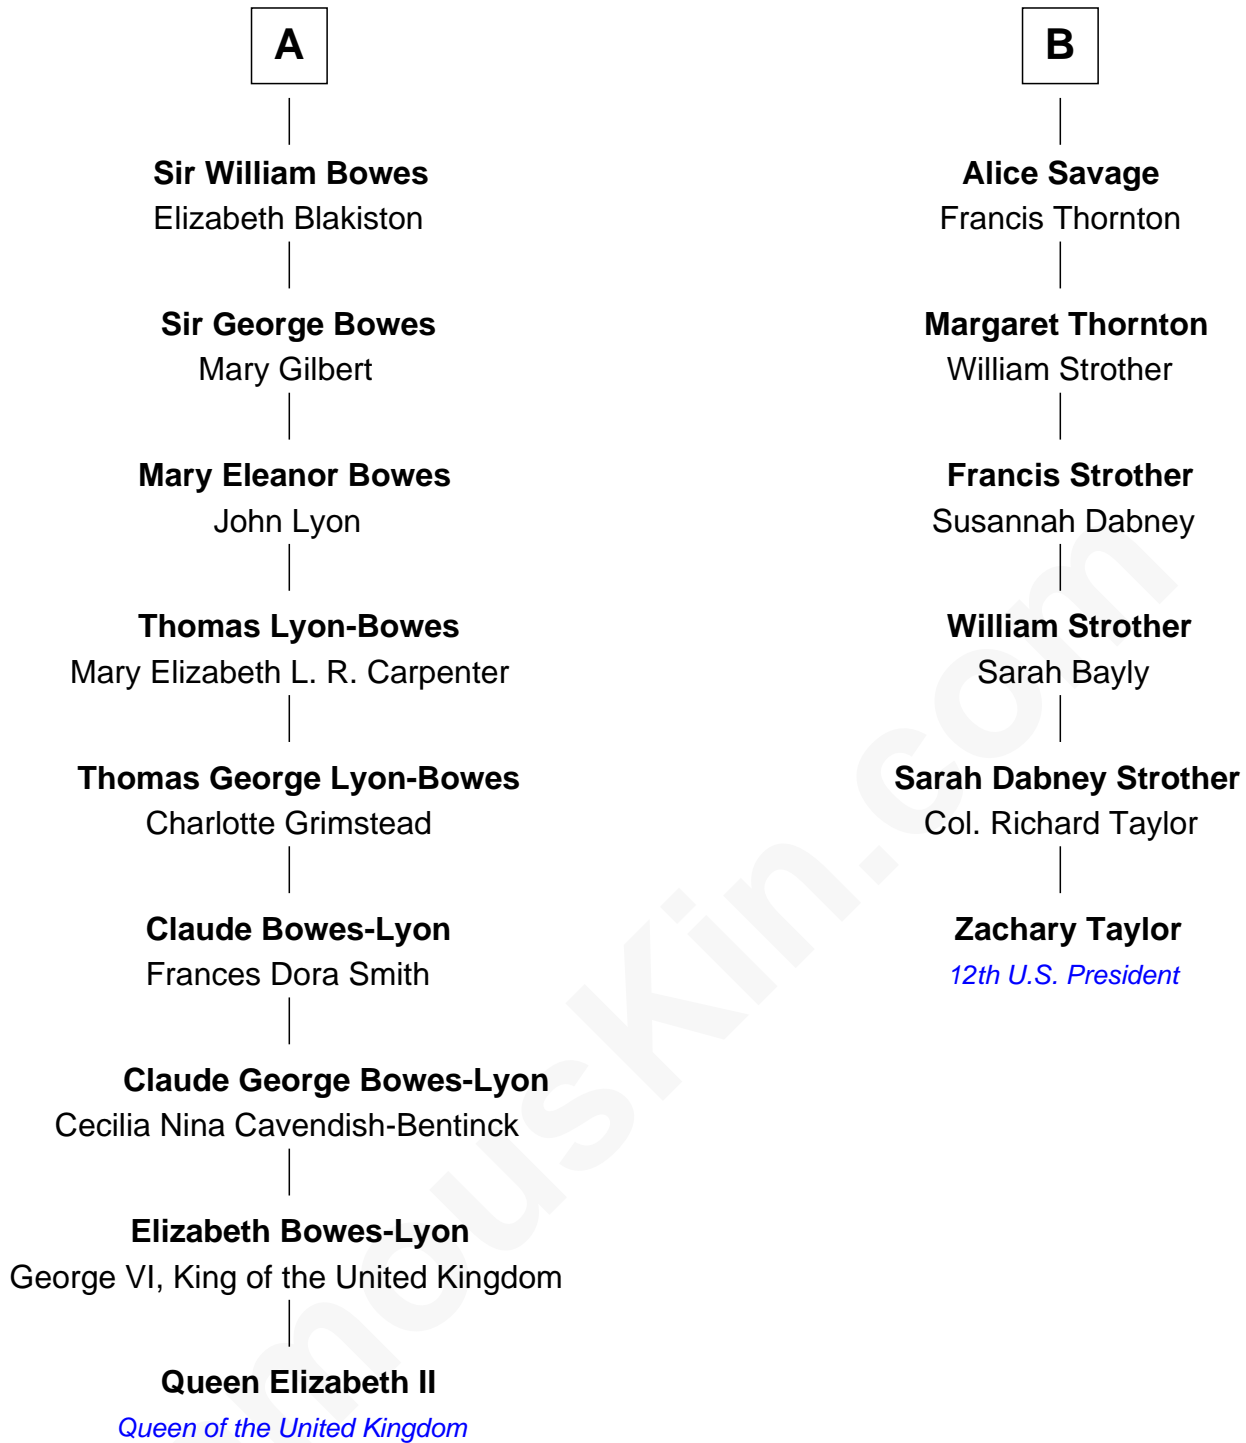 A
Sir William Bowes
Elizabeth Blakiston
Sir George Bowes
Mary Gilbert
Mary Eleanor Bowes
John Lyon
Thomas Lyon-Bowes
Mary Elizabeth L. R. Carpenter
Thomas George Lyon-Bowes
Charlotte Grimstead
Claude Bowes-Lyon
Frances Dora Smith
Claude George Bowes-Lyon
Cecilia Nina Cavendish-Bentinck
Elizabeth Bowes-Lyon
George VI, King of the United Kingdom
Queen Elizabeth II
Queen of the United Kingdom
B
Alice Savage
Francis Thornton
Margaret Thornton
William Strother
Francis Strother
Susannah Dabney
William Strother
Sarah Bayly
Sarah Dabney Strother
Col. Richard Taylor
Zachary Taylor
12th U.S. President
mousKin.com